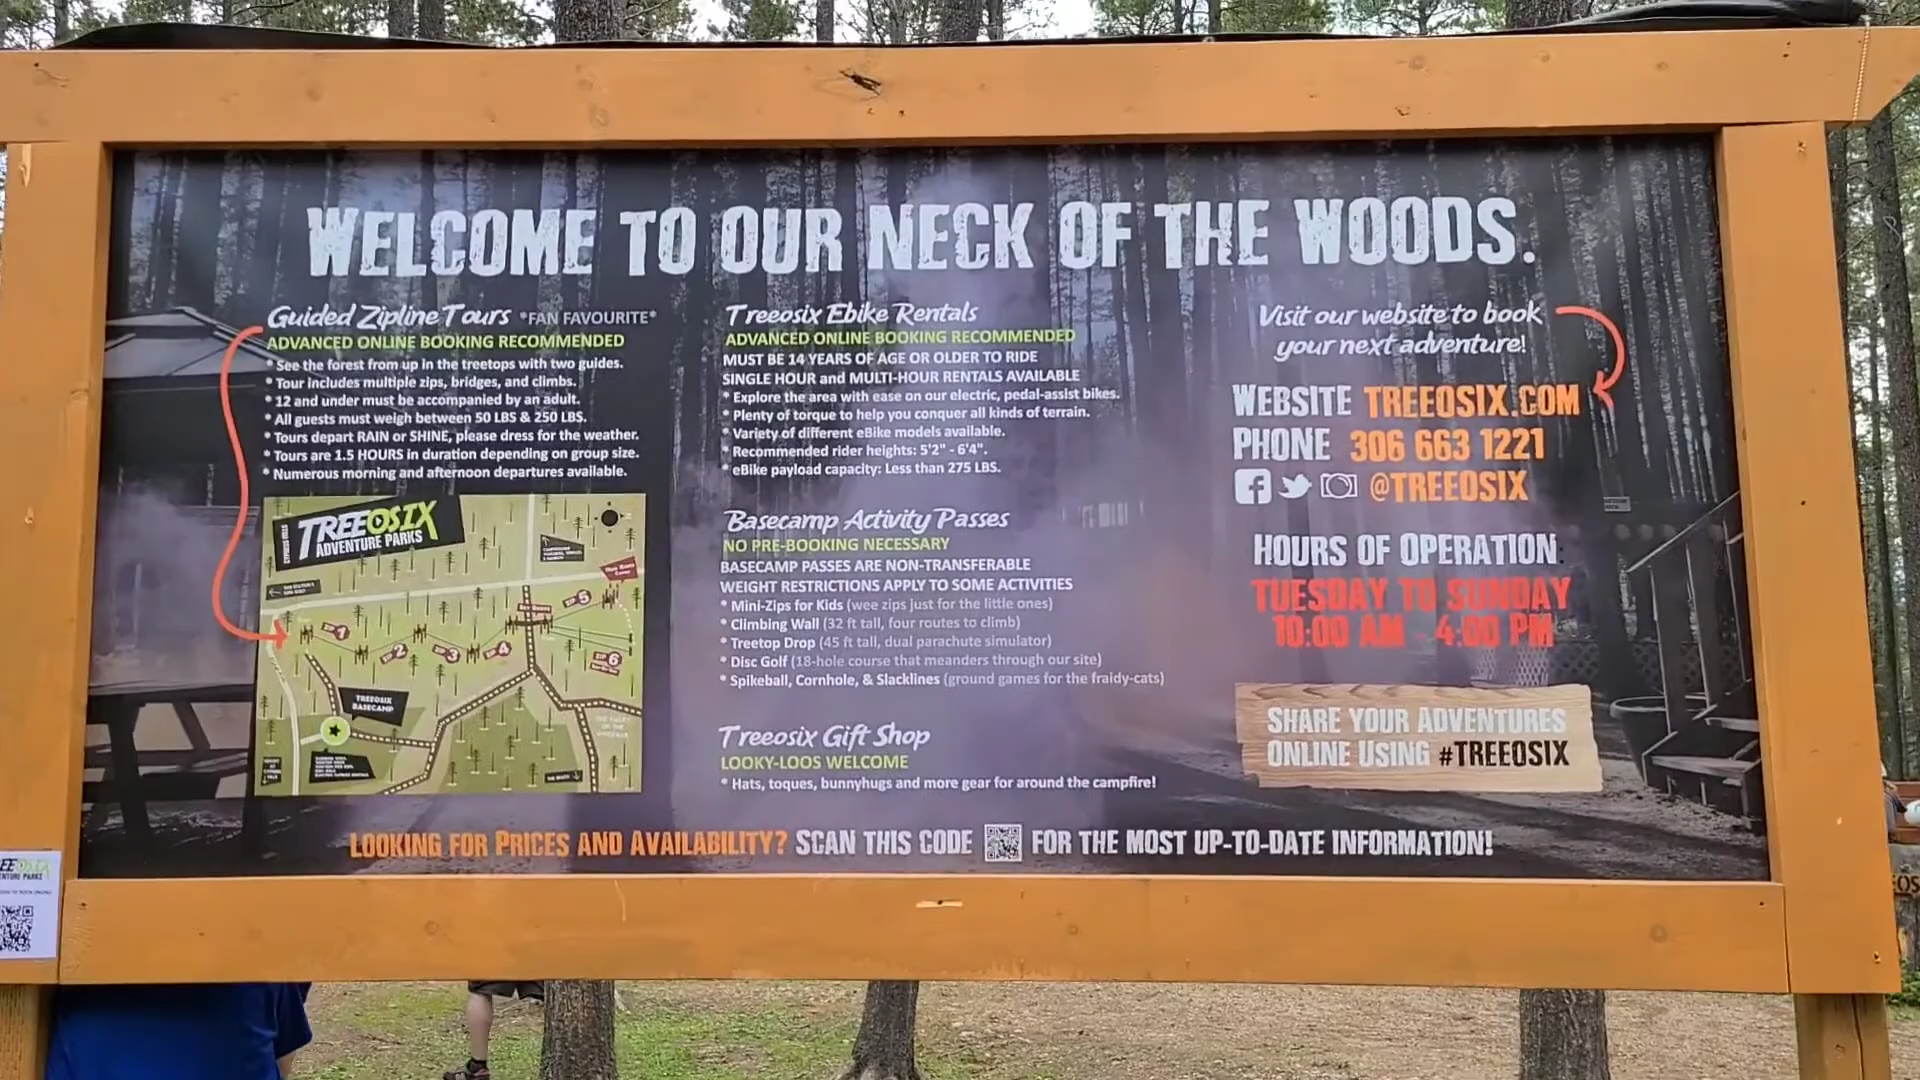 WELCOME TO OUR NECK OF THE WOODS.
Guided Zipline Tours *FAN FAVOURITE*
ADVANCED ONLINE BOOKING RECOMMENDED
* See the forest from up in the treetops with two guides.
* Tour includes multiple zips, bridges, and climbs.
* 12 and under must be accompanied by an adult.
* All guests must weigh between 50 LBS & 250 LBS.
* Tours depart RAIN or SHINE, please dress for the weather.
* Tours are 1.5 HOURS in duration depending on group size.
* Numerous morning and afternoon departures available.
TREEOSIX
ADVENTURE PARKS
CYPRESS HILLS
ZIP 1
ZIP 2
ZIP 3
ZIP 4
ZIP 5
ZIP 6
TREEOSIX
BASECAMP
Treeosix Ebike Rentals
ADVANCED ONLINE BOOKING RECOMMENDED
MUST BE 14 YEARS OF AGE OR OLDER TO RIDE
SINGLE HOUR and MULTI-HOUR RENTALS AVAILABLE
* Explore the area with ease on our electric, pedal-assist bikes.
* Plenty of torque to help you conquer all kinds of terrain.
* Variety of different eBike models available.
* Recommended rider heights: 5'2" - 6'4".
* eBike payload capacity: Less than 275 LBS.
Basecamp Activity Passes
NO PRE-BOOKING NECESSARY
BASECAMP PASSES ARE NON-TRANSFERABLE
WEIGHT RESTRICTIONS APPLY TO SOME ACTIVITIES
* Mini-Zips for Kids (wee zips just for the little ones)
* Climbing Wall (32 ft tall, four routes to climb)
* Treetop Drop (45 ft tall, dual parachute simulator)
* Disc Golf (18-hole course that meanders through our site)
* Spikeball, Cornhole, & Slacklines (ground games for the fraidy-cats)
Treeosix Gift Shop
LOOKY-LOOS WELCOME
* Hats, toques, bunnyhugs and more gear for around the campfire!
Visit our website to book
your next adventure!
WEBSITE TREEOSIX.COM
PHONE 306 663 1221
@TREEOSIX
HOURS OF OPERATION:
TUESDAY TO SUNDAY
10:00 AM - 4:00 PM
SHARE YOUR ADVENTURES
ONLINE USING #TREEOSIX
LOOKING FOR PRICES AND AVAILABILITY? SCAN THIS CODE FOR THE MOST UP-TO-DATE INFORMATION!